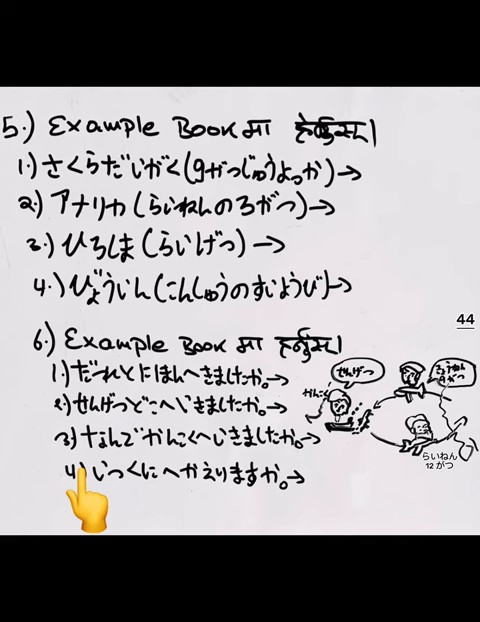 5.) Example Book मा हेर्नुहोस।
1.) さくらだいがく(9がつじゅうよっか)→
2.) アナリカ(らいねんのろがつ)→
3.) ひろしま(らいげつ)→
4.) びょういん(こんしゅうのすいようび)→
44
6.) Example Book मा हेर्नुहोस।
1.) だれとにほんへきましたか。→
2.) せんげつどこへいきましたか。→
3) なんでかんこくへいきましたか。→
4.) いつくにへかえりますか。→
せんげつ
かんこく
らいねん
12がつ